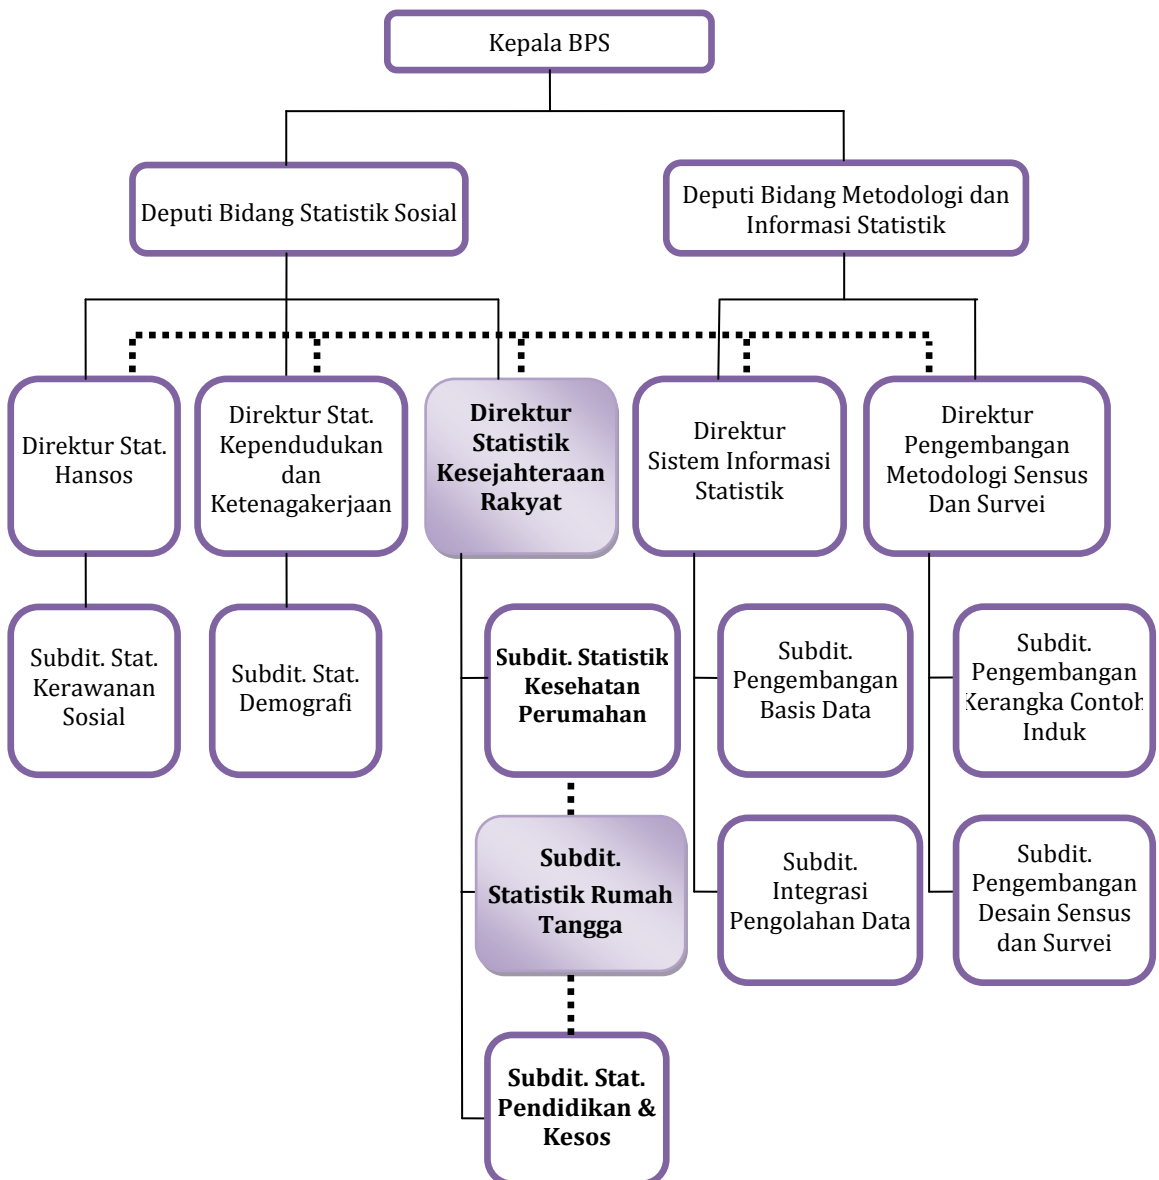 Kepala BPS
Deputi Bidang Statistik Sosial
Deputi Bidang Metodologi dan
Informasi Statistik
Direktur Stat.
Hansos
Direktur Stat.
Kependudukan
dan
Ketenagakerjaan
Direktur
Statistik
Kesejahteraan
Rakyat
Direktur
Sistem Informasi
Statistik
Direktur
Pengembangan
Metodologi Sensus
Dan Survei
Subdit. Stat.
Kerawanan
Sosial
Subdit. Stat.
Demografi
Subdit. Statistik
Kesehatan
Perumahan
Subdit.
Pengembangan
Basis Data
Subdit.
Pengembangan
Kerangka Contoh
Induk
Subdit.
Statistik Rumah
Tangga
Subdit.
Integrasi
Pengolahan Data
Subdit.
Pengembangan
Desain Sensus
dan Survei
Subdit. Stat.
Pendidikan &
Kesos